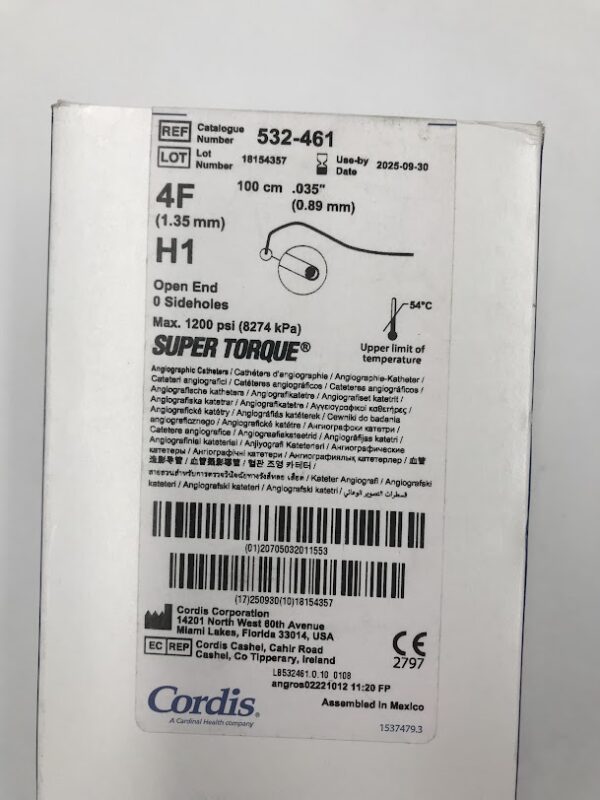 REF Catalogue Number 532-461
LOT Lot Number 18154357 Use-by Date 2025-09-30
4F 100 cm .035"
(1.35 mm) (0.89 mm)
H1
Open End
0 Sideholes
54°C
Max. 1200 psi (8274 kPa)
Upper limit of temperature
SUPER TORQUE®
Angiographic Catheters / Cathéters d'angiographie / Angiographie-Katheter /
Cateteri angiografici / Catéteres angiográficos / Cateteres angiográficos /
Angiografische katheters / Angiografikatetre / Angiografiset katetrit /
Angiografiska katetrar / Angiografikatetre / Αγγειογραφικοί καθετήρες /
Angiografické katétry / Angiográfiás katéterek / Cewniki do badania
angiograficznego / Angiografické katétre / Ангиографски катетри /
Catetere angiografice / Angiograafiakateetrid / Angiogrāfijas katetri /
Angiografiniai kateteriai / Anjiyografi Kateterleri / Ангиографические
катетеры / Ангіографічні катетери / Ангиографиялық катетерлер / 血管
造影導管 / 血管摄影导管 / 혈관 조영 카테터 /
/ Kateter Angiografi / Angiografski
kateteri / Angiografski kateteri / Angiografski katetri / قسطرات التصوير الوعائي
(01)20705032011553
(17)250930(10)18154357
Cordis Corporation
14201 North West 60th Avenue
Miami Lakes, Florida 33014, USA
EC REP Cordis Cashel, Cahir Road
Cashel, Co Tipperary, Ireland
CE 2797
LB532461.0.10 0108
angros02221012 11:20 FP
Cordis®
Assembled in Mexico
A Cardinal Health company
1537479.3